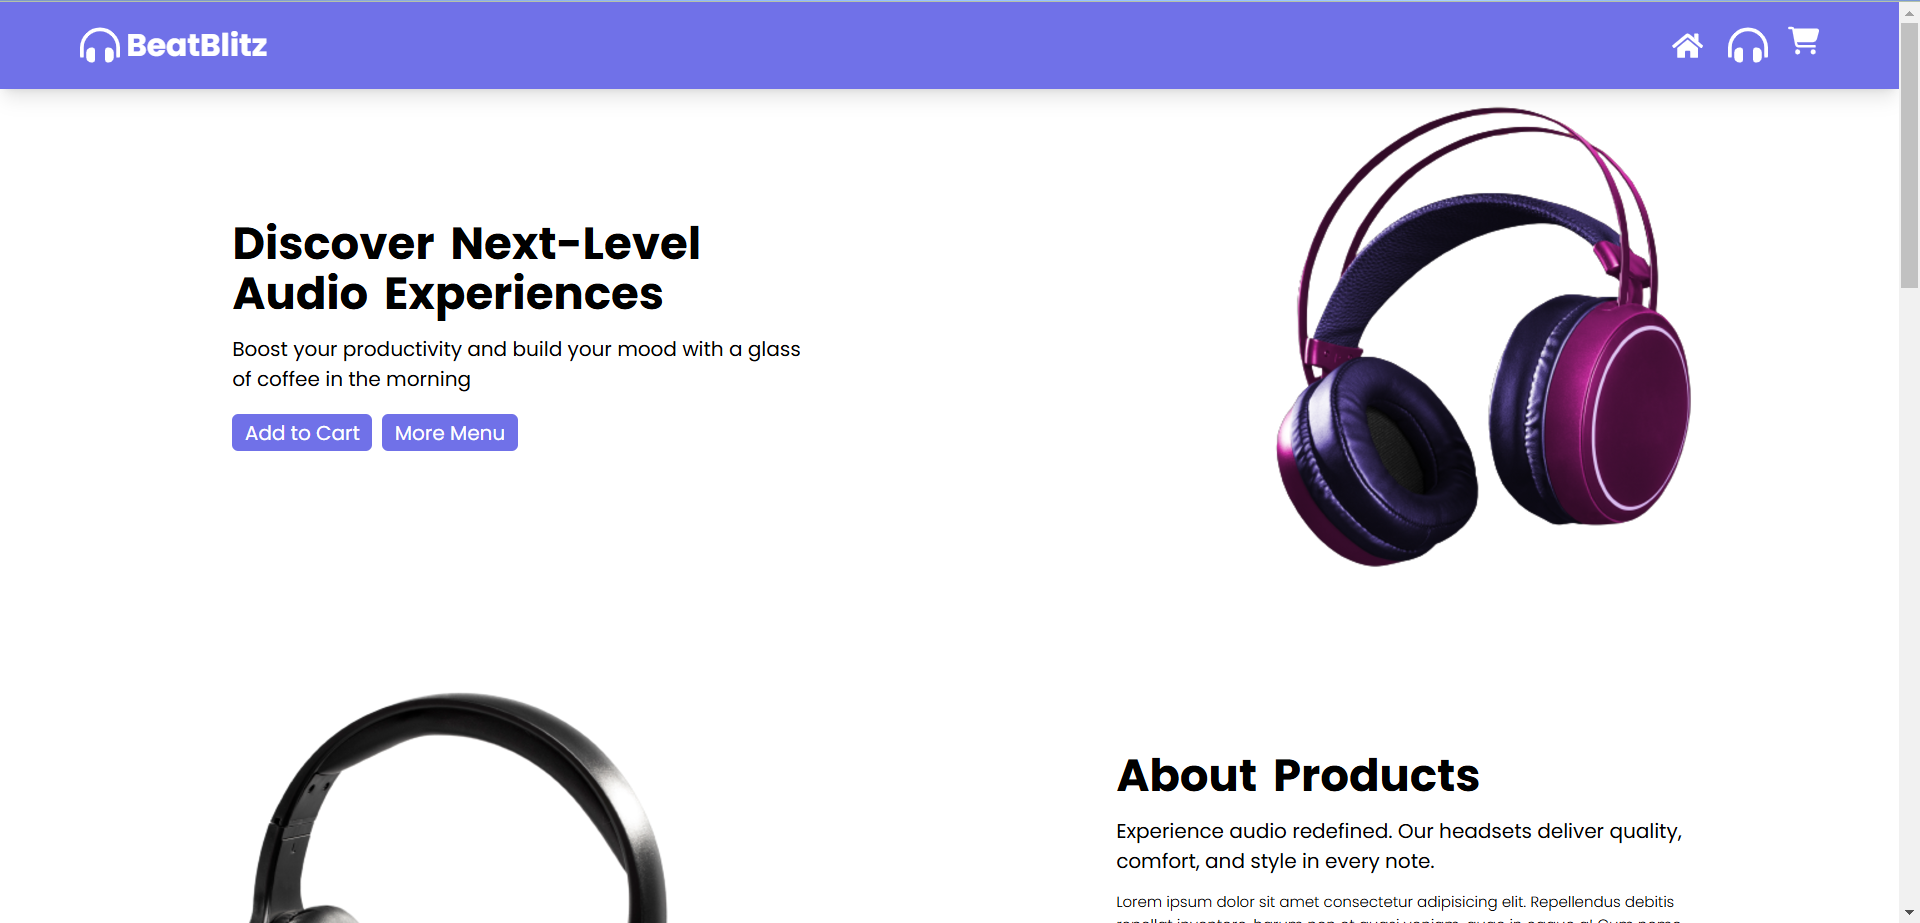 BeatBlitz
Discover Next-Level
Audio Experiences
Boost your productivity and build your mood with a glass
of coffee in the morning
Add to Cart
More Menu
About Products
Experience audio redefined. Our headsets deliver quality,
comfort, and style in every note.
Lorem ipsum dolor sit amet consectetur adipisicing elit. Repellendus debitis